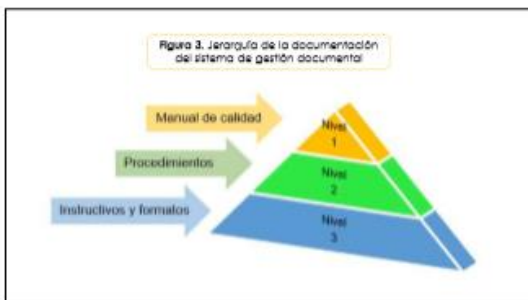 Figura 3. Jerarquía de la documentación
del sistema de gestión documental
Manual de calidad
Nivel
1
Procedimientos
Nivel
2
Instructivos y formatos
Nivel
3